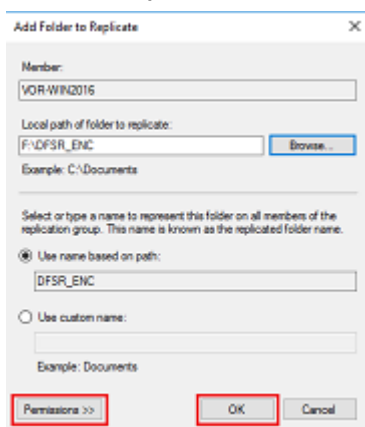 Add Folder to Replicate
Member:
VOR-WIN2016
Local path of folder to replicate:
F:\DFSR_ENC
Browse...
Example: C:\Documents
Select or type a name to represent this folder on all members of the
replication group. This name is known as the replicated folder name.
Use name based on path:
DFSR_ENC
Use custom name:
Example: Documents
Permissions >>
OK
Cancel